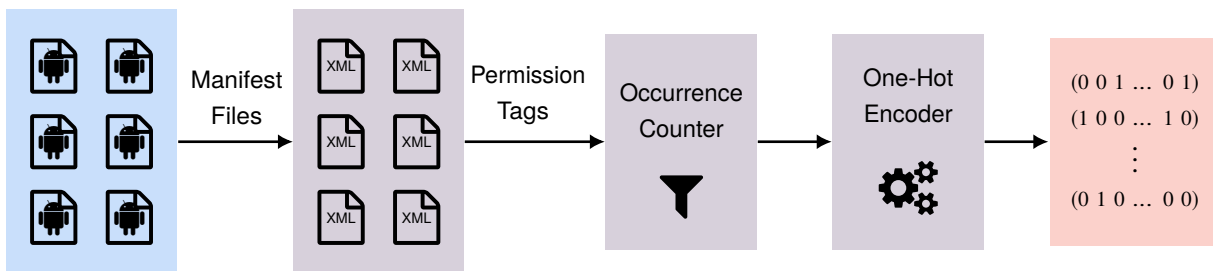 Manifest
Files
XML XML
XML XML
XML XML
Permission
Tags
Occurrence
Counter
One-Hot
Encoder
(0 0 1 ... 0 1)
(1 0 0 ... 1 0)
⋮
(0 1 0 ... 0 0)